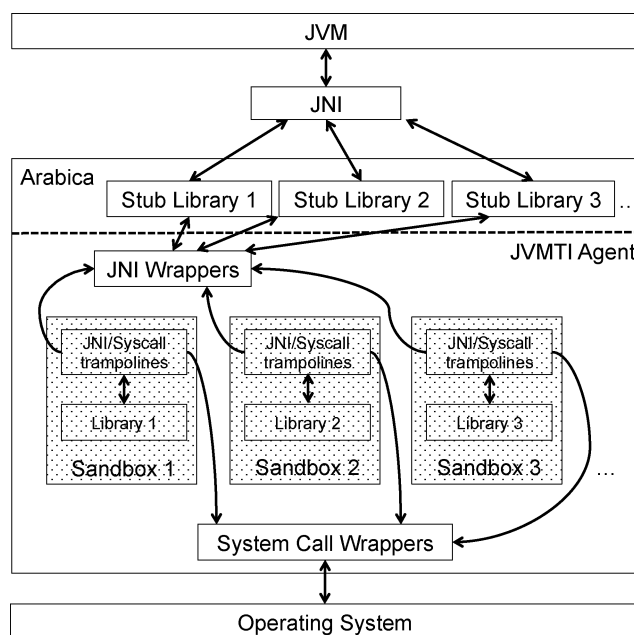 JVM
JNI
Arabica
Stub Library 1
Stub Library 2
Stub Library 3
...
JVMTI Agent
JNI Wrappers
JNI/Syscall
trampolines
JNI/Syscall
trampolines
JNI/Syscall
trampolines
Library 1
Library 2
Library 3
Sandbox 1
Sandbox 2
Sandbox 3
...
System Call Wrappers
Operating System